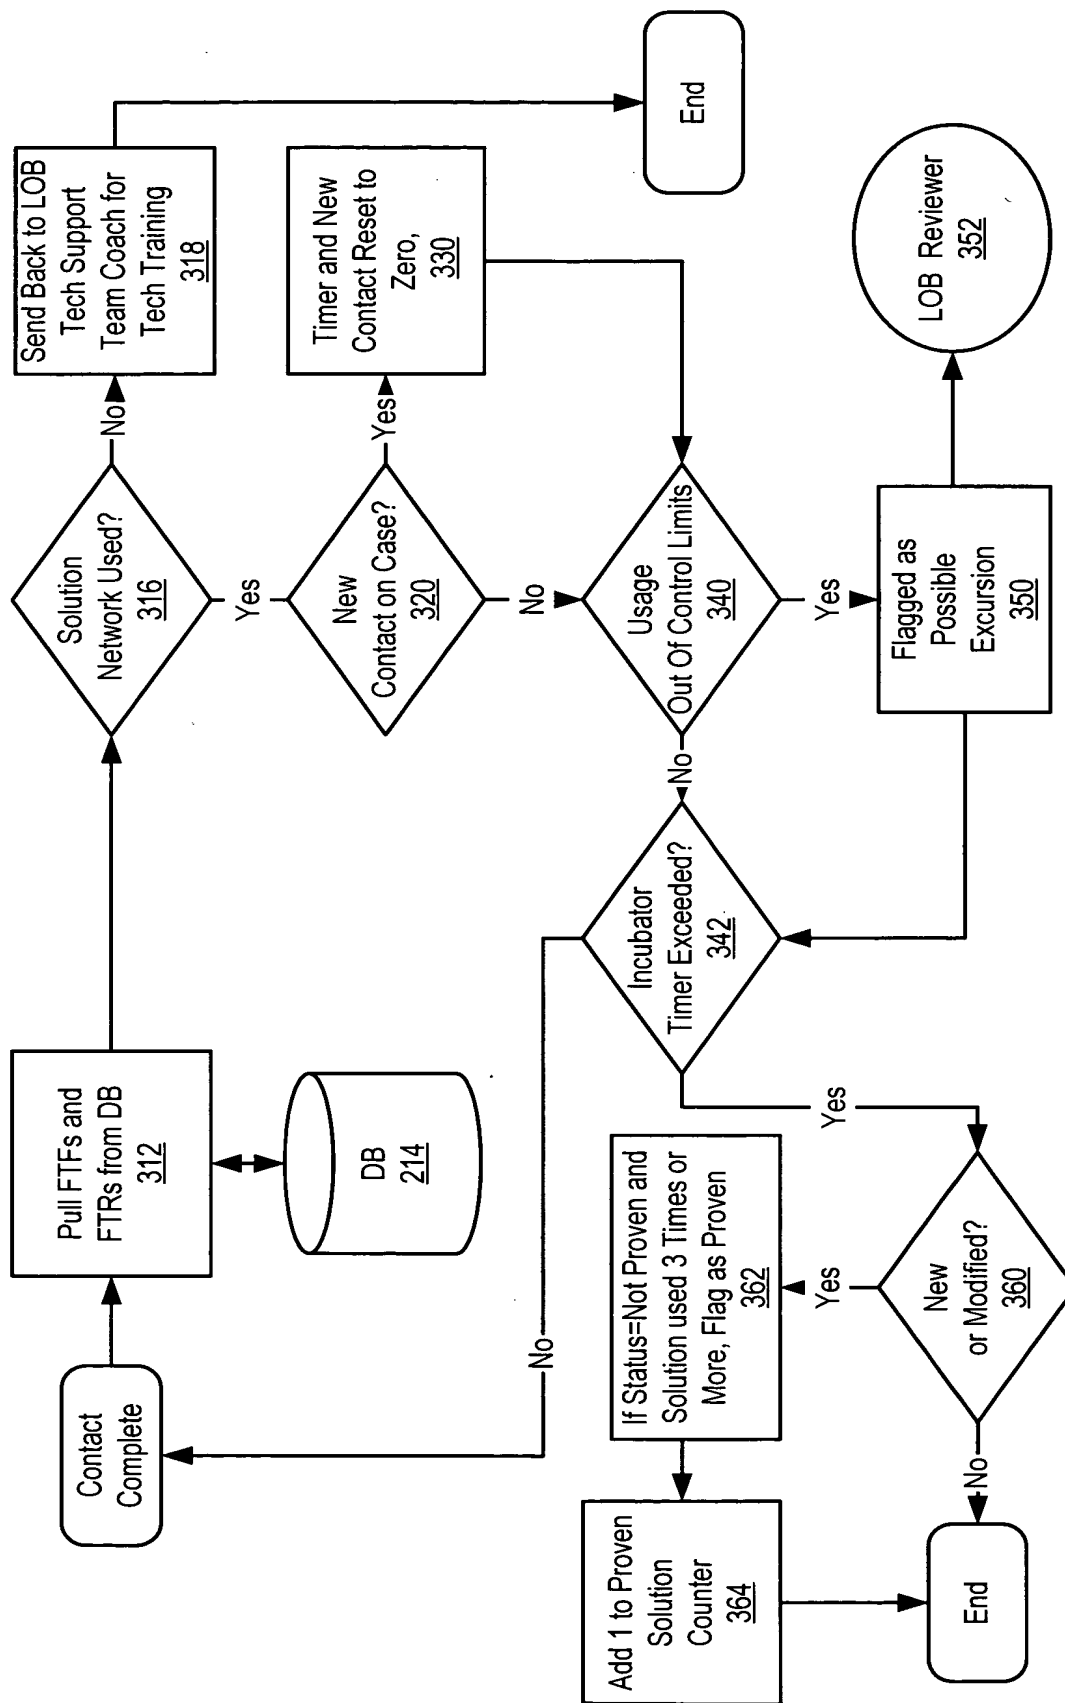 Contact
Complete
Pull FTFs and
FTRs from DB
312
DB
214
Solution
Network Used?
316
No
Send Back to LOB
Tech Support
Team Coach for
Tech Training
318
End
Yes
New
Contact on Case?
320
Yes
Timer and New
Contact Reset to
Zero,
330
No
Usage
Out Of Control Limits
340
Yes
Flagged as
Possible
Excursion
350
LOB Reviewer
352
No
Incubator
Timer Exceeded?
342
No
Yes
New
or Modified?
360
Yes
If Status=Not Proven and
Solution used 3 Times or
More, Flag as Proven
362
Add 1 to Proven
Solution
Counter
364
No
End